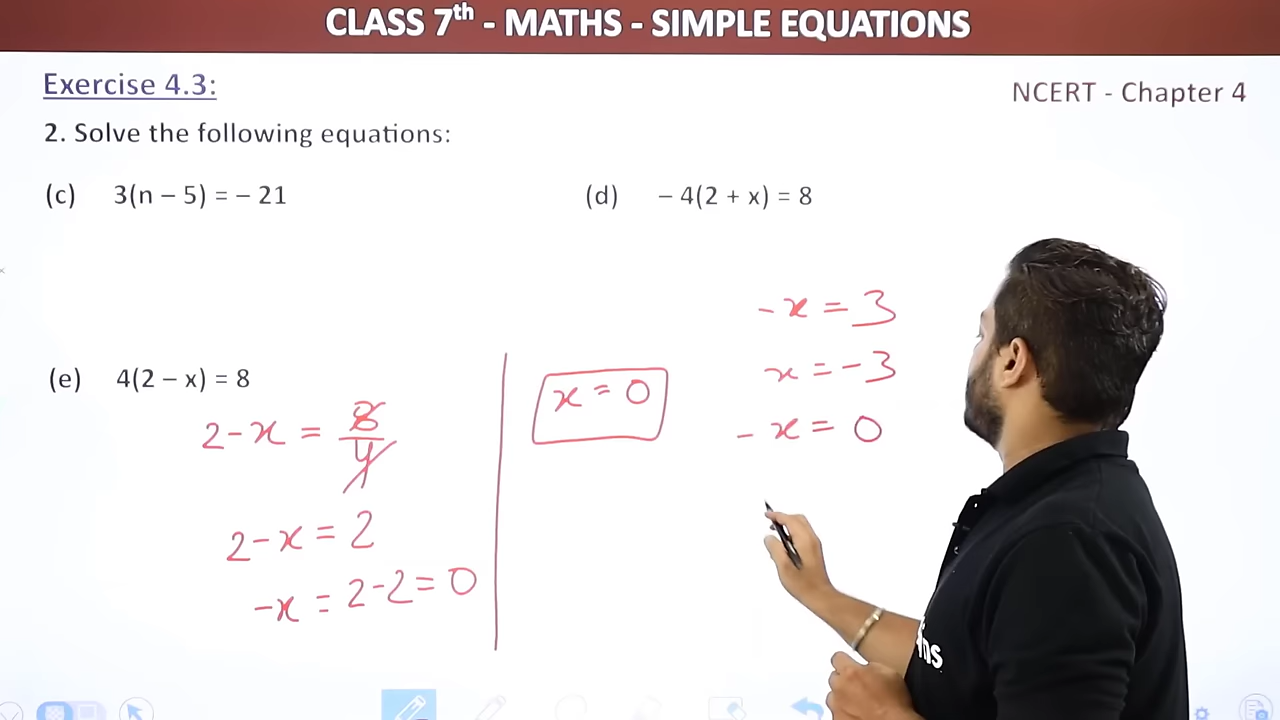 CLASS 7th - MATHS - SIMPLE EQUATIONS
Exercise 4.3:
NCERT - Chapter 4
2. Solve the following equations:
(c) 3(n – 5) = – 21
(d) – 4(2 + x) = 8
-x = 3
x = -3
-x = 0
(e) 4(2 – x) = 8
2-x = 8/4
2-x = 2
-x = 2-2 = 0
x = 0